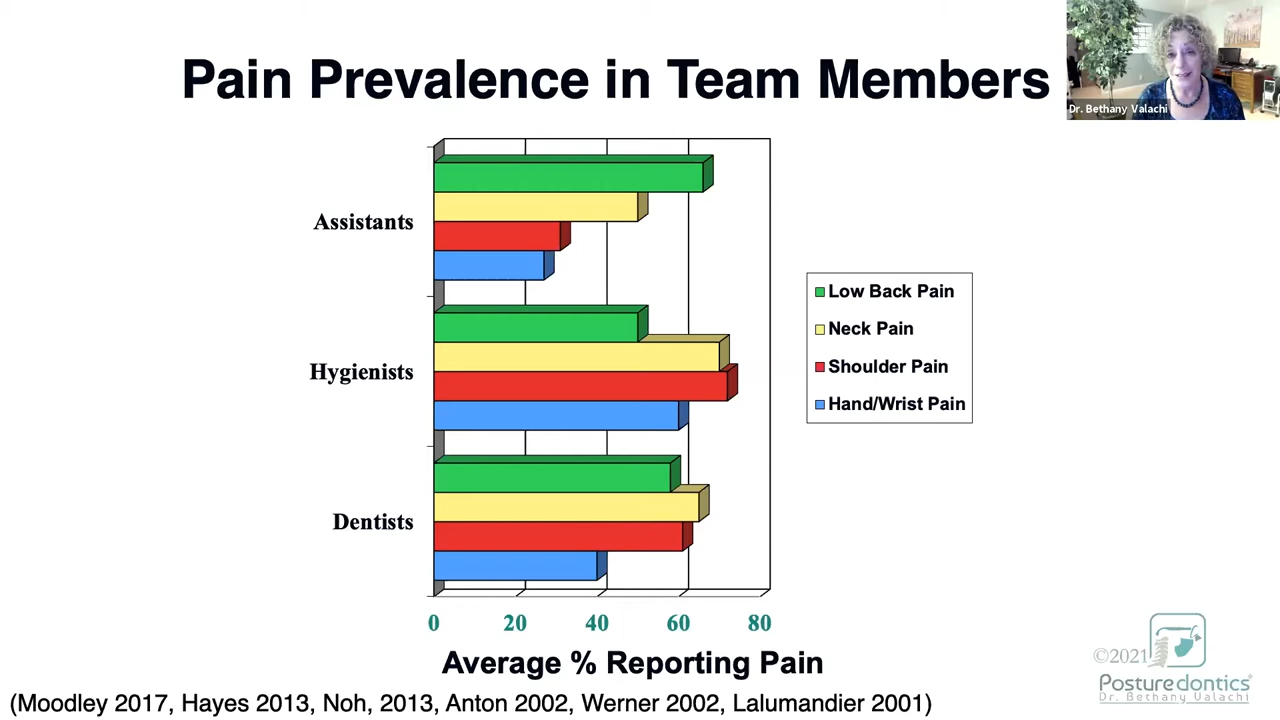 Pain Prevalence in Team Members
Dr. Bethany Valachi
Assistants
Hygienists
Dentists
Low Back Pain
Neck Pain
Shoulder Pain
Hand/Wrist Pain
0 20 40 60 80
Average % Reporting Pain
(Moodley 2017, Hayes 2013, Noh, 2013, Anton 2002, Werner 2002, Lalumandier 2001)
©2021
Posturedontics®
Dr. Bethany Valachi